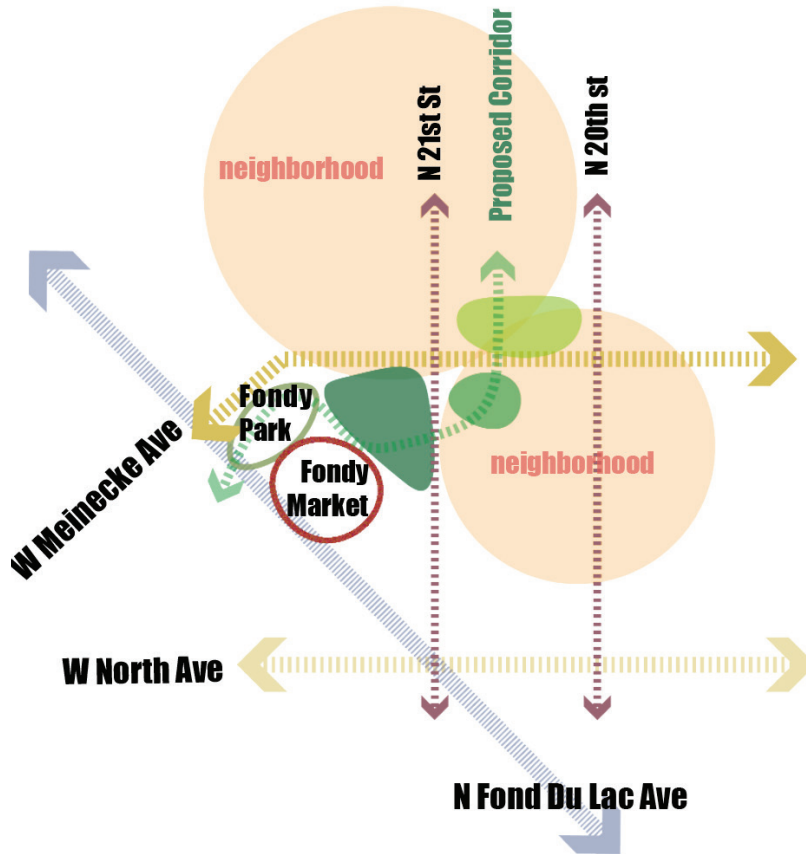 N 21st St
Proposed Corridor
N 20th st
neighborhood
Fondy
Park
W Meinecke Ave
Fondy
Market
neighborhood
W North Ave
N Fond Du Lac Ave